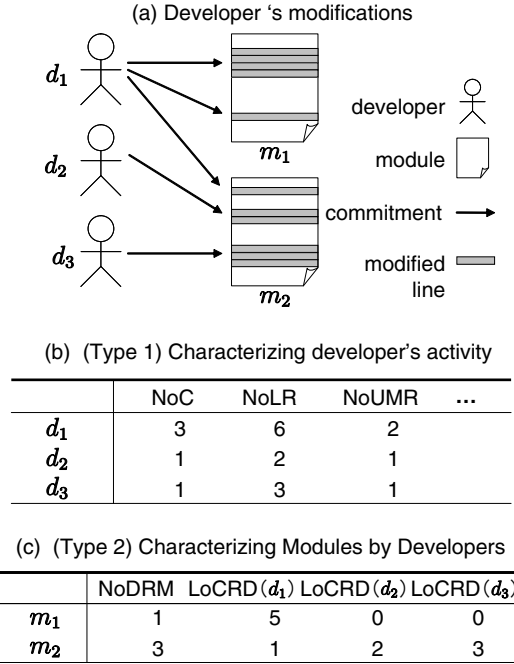 (a) Developer 's modifications
d1
developer
m1
module
d2
commitment
d3
modified
line
m2
(b) (Type 1) Characterizing developer's activity
NoC NoLR NoUMR ...
d1 3 6 2
d2 1 2 1
d3 1 3 1
(c) (Type 2) Characterizing Modules by Developers
NoDRM LoCRD(d1) LoCRD(d2) LoCRD(d3)
m1 1 5 0 0
m2 3 1 2 3